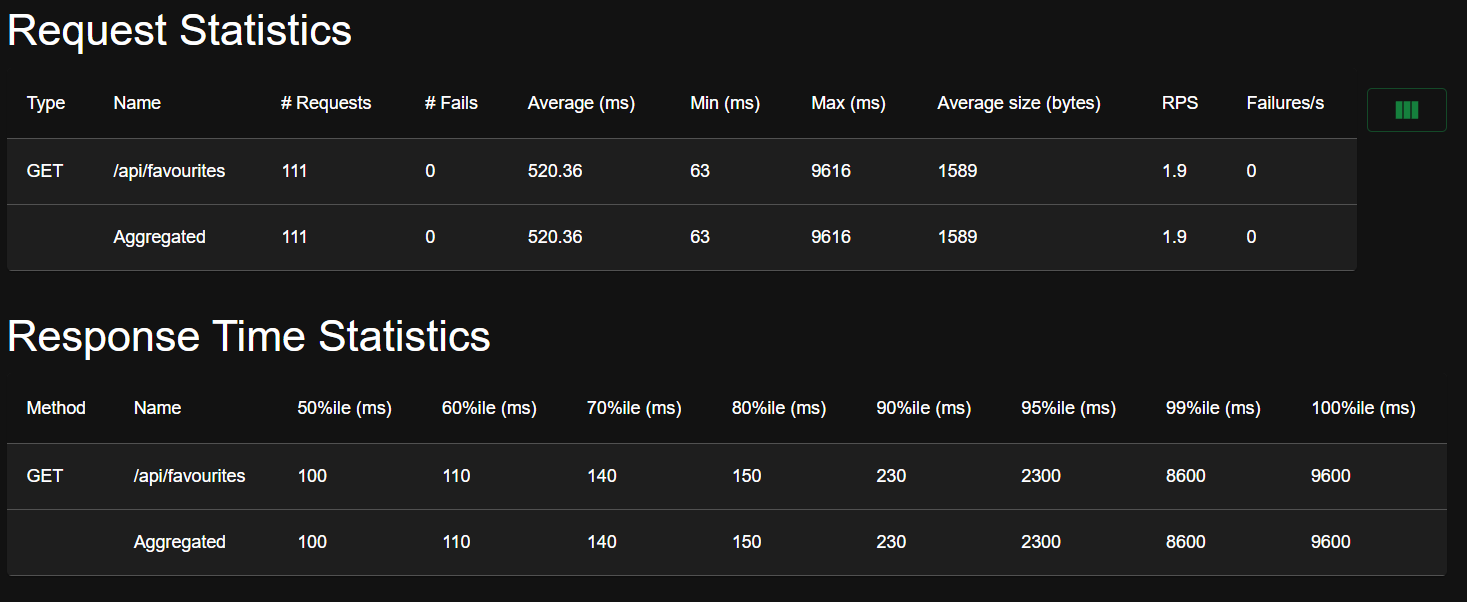 Request Statistics
Type Name # Requests # Fails Average (ms) Min (ms) Max (ms) Average size (bytes) RPS Failures/s
GET /api/favourites 111 0 520.36 63 9616 1589 1.9 0
Aggregated 111 0 520.36 63 9616 1589 1.9 0
Response Time Statistics
Method Name 50%ile (ms) 60%ile (ms) 70%ile (ms) 80%ile (ms) 90%ile (ms) 95%ile (ms) 99%ile (ms) 100%ile (ms)
GET /api/favourites 100 110 140 150 230 2300 8600 9600
Aggregated 100 110 140 150 230 2300 8600 9600